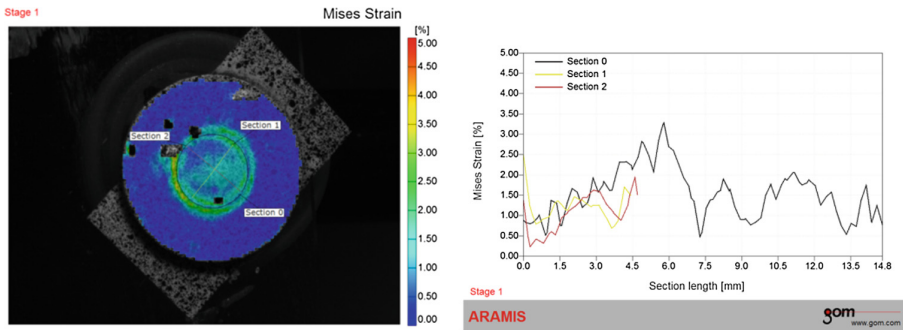 Stage 1
Mises Strain
[%]
5.00
4.50
4.00
3.50
3.00
2.50
2.00
1.50
1.00
0.50
0.00
Section 1
Section 2
Section 0
5.00
4.50
4.00
3.50
3.00
2.50
2.00
1.50
1.00
0.50
0.00
Mises Strain [%]
Section 0
Section 1
Section 2
0.0 1.5 3.0 4.5 6.0 7.5 9.0 10.5 12.0 13.5 14.8
Section length [mm]
Stage 1
ARAMIS
gom
www.gom.com